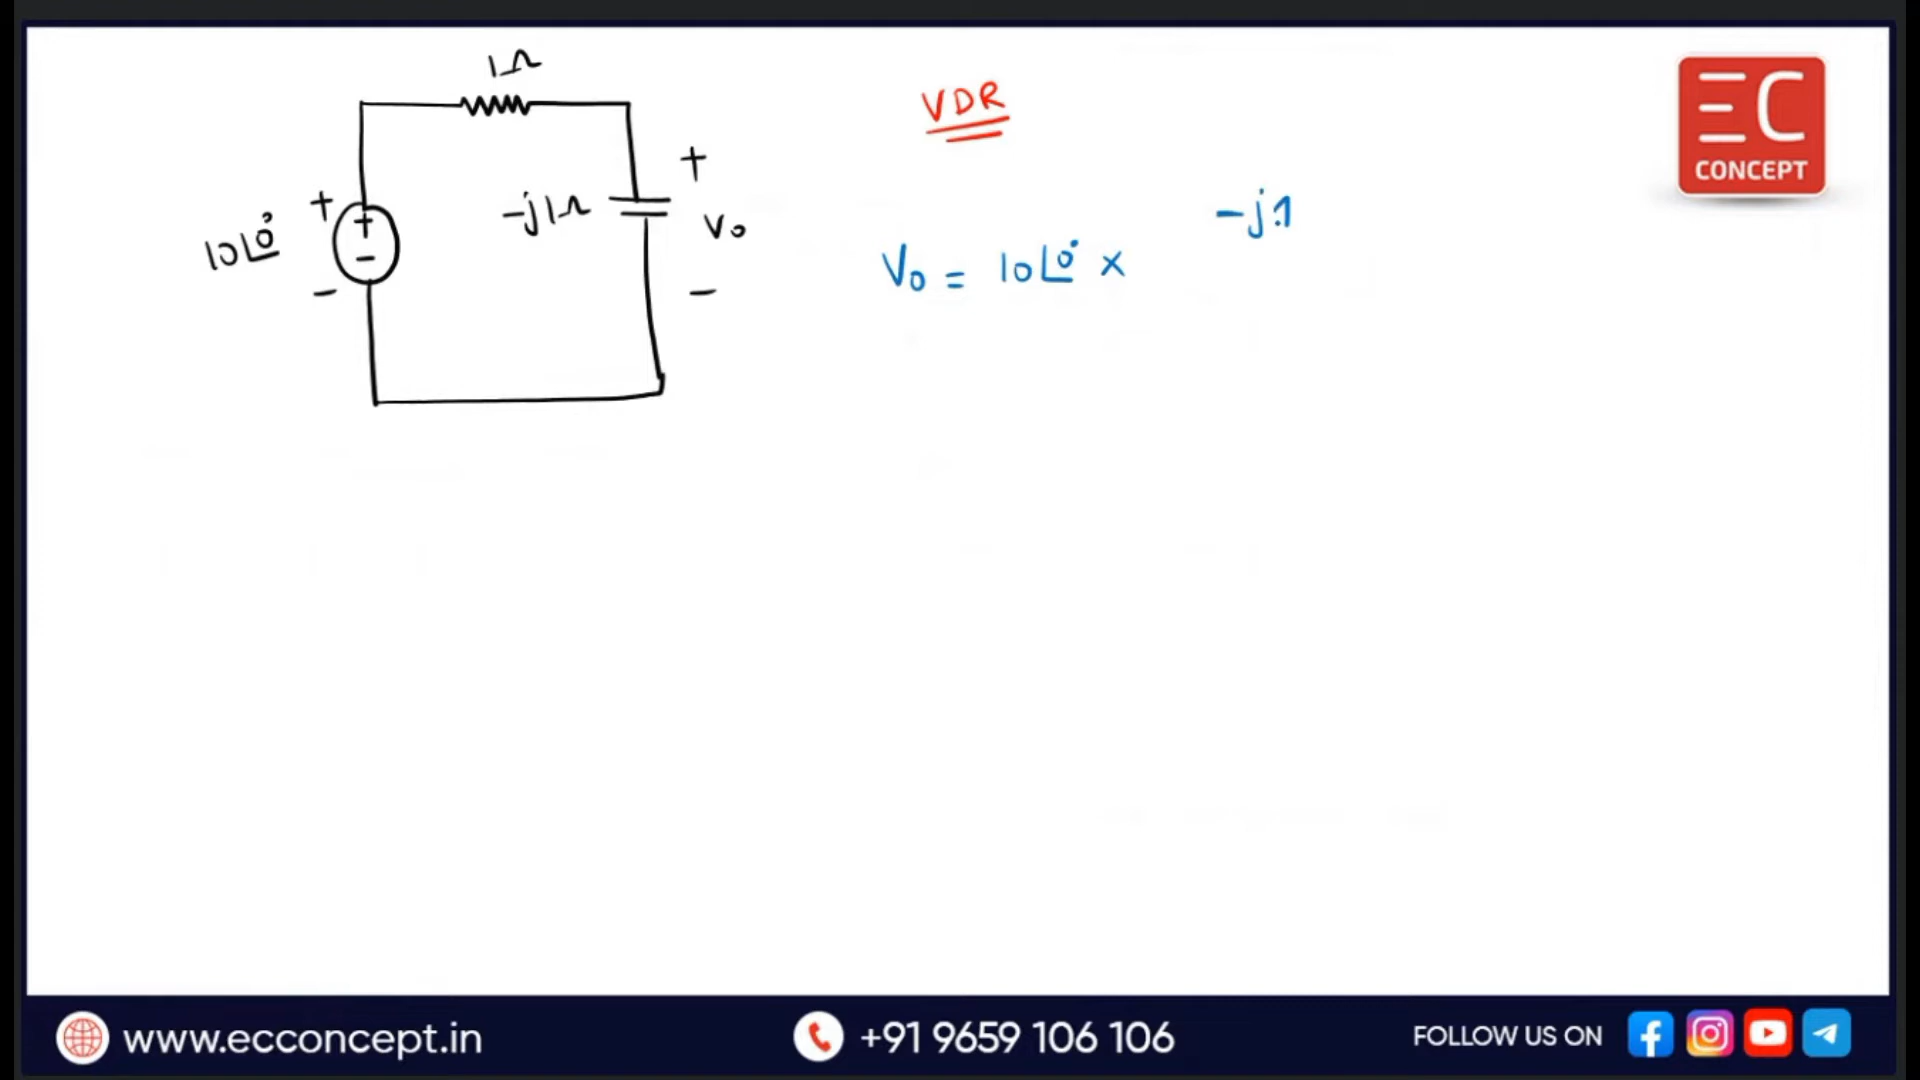 1Ω
VDR
EC
CONCEPT
+
+
-j1
10∠0°
+
-
-j1Ω
V₀
V₀ = 10∠0° ×
-
-
www.ecconcept.in
+91 9659 106 106
FOLLOW US ON